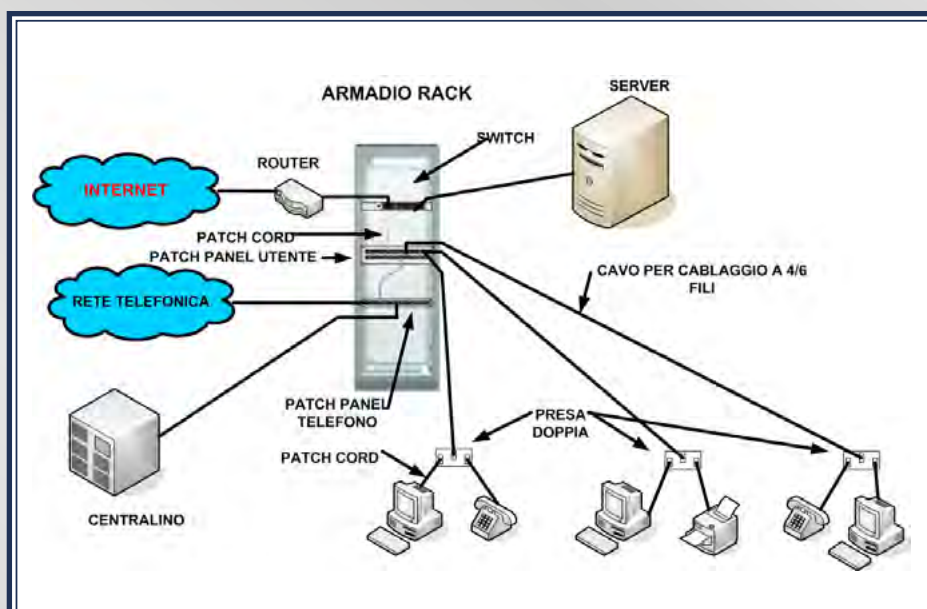 SERVER
ARMADIO RACK
SWITCH
ROUTER
INTERNET
PATCH CORD
PATCH PANEL UTENTE
CAVO PER CABLAGGIO A 4/6
FILI
RETE TELEFONICA
PATCH PANEL
TELEFONO
PRESA
DOPPIA
PATCH CORD
CENTRALINO